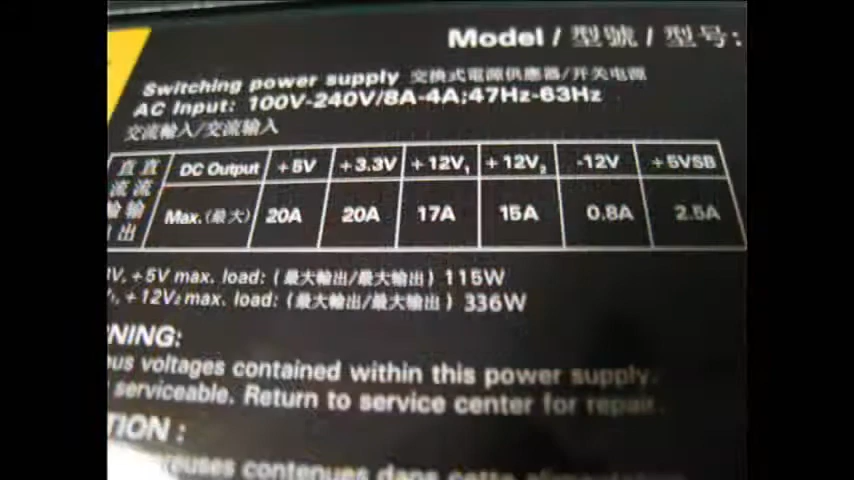 Model / 型號 / 型号:
Switching power supply 交換式電源供應器/开关电源
AC Input: 100V-240V/8A-4A;47Hz-63Hz
交流輸入/交流输入
直直流流輸输出出 DC Output +5V +3.3V +12V₁ +12V₂ -12V +5VSB
Max.(最大) 20A 20A 17A 15A 0.8A 2.5A
V, +5V max. load: (最大輸出/最大输出) 115W
, +12V₂ max. load: (最大輸出/最大输出) 336W
NING:
us voltages contained within this power supply.
serviceable. Return to service center for repair.
TION :
reuses contenues dans cette alimentation